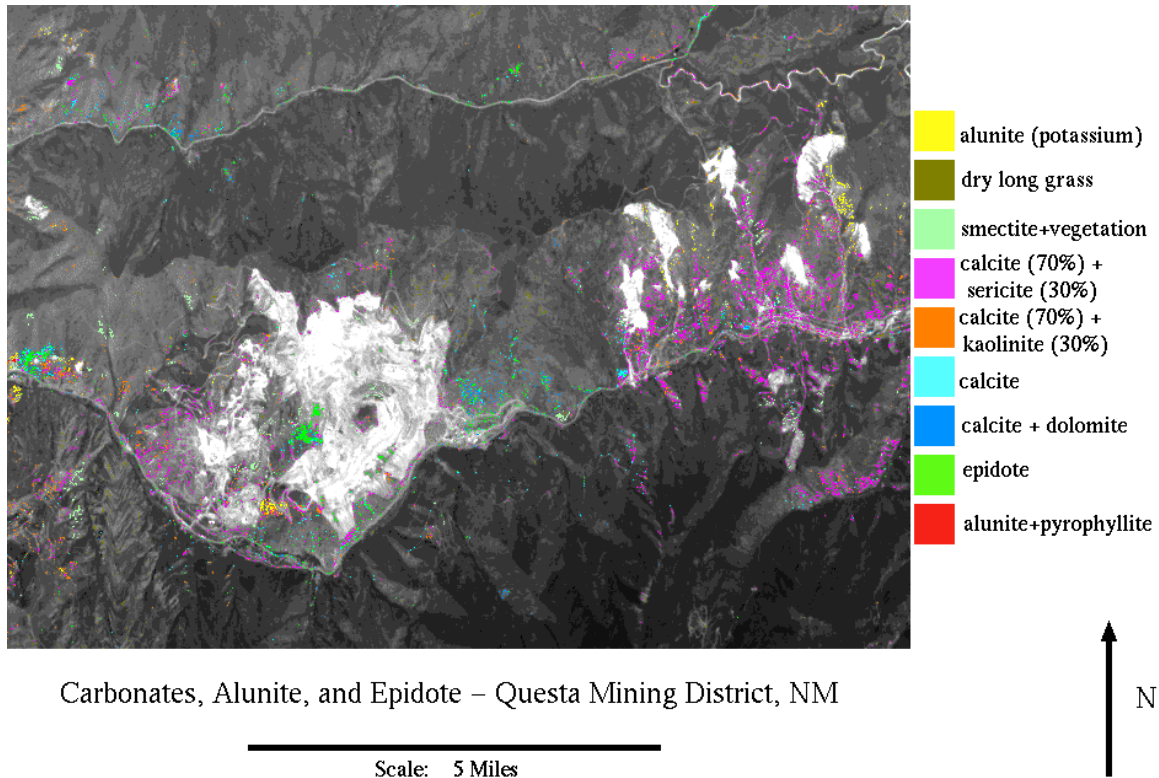 alunite (potassium)
dry long grass
smectite+vegetation
calcite (70%) +
sericite (30%)
calcite (70%) +
kaolinite (30%)
calcite
calcite + dolomite
epidote
alunite+pyrophyllite
Carbonates, Alunite, and Epidote – Questa Mining District, NM
N
Scale: 5 Miles